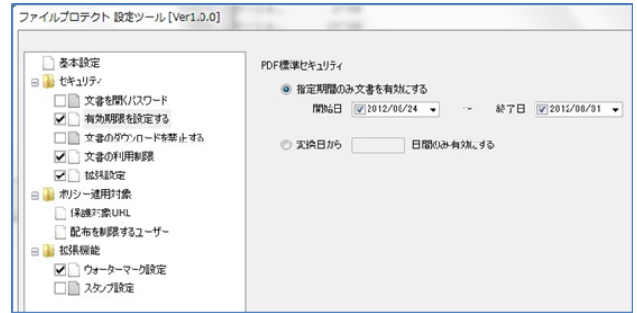 ファイルプロテクト 設定ツール [Ver1.0.0]
基本設定
セキュリティ
文書を開くパスワード
有効期限を設定する
文書のダウンロードを禁止する
文書の利用制限
拡張設定
ポリシー適用対象
保護対象URL
配布を制限するユーザー
拡張機能
ウォーターマーク設定
スタンプ設定
PDF標準セキュリティ
指定期間のみ文書を有効にする
開始日 2012/08/24 ~ 終了日 2012/08/31
変換日から 日間のみ有効にする